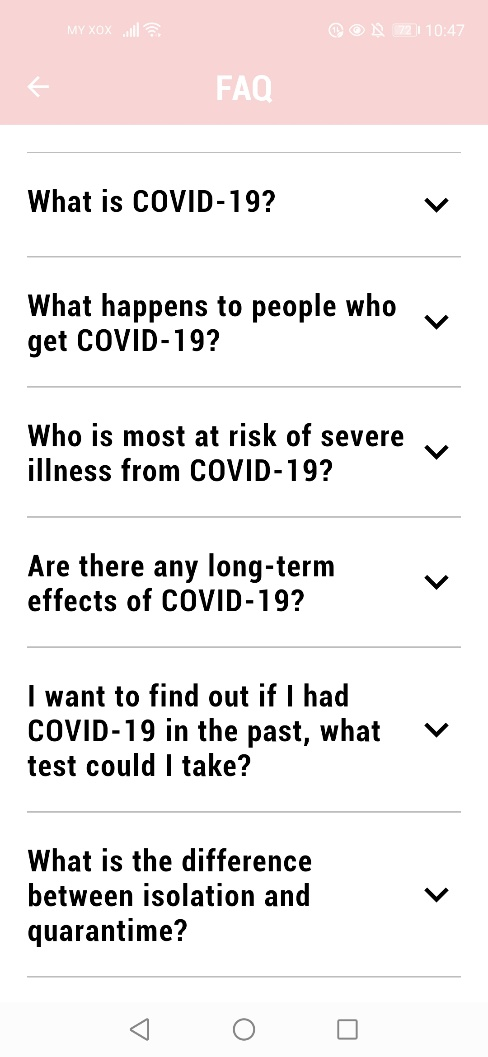 MY XOX 22 10:47
FAQ
What is COVID-19?
What happens to people who
get COVID-19?
Who is most at risk of severe
illness from COVID-19?
Are there any long-term
effects of COVID-19?
I want to find out if I had
COVID-19 in the past, what
test could I take?
What is the difference
between isolation and
quarantime?